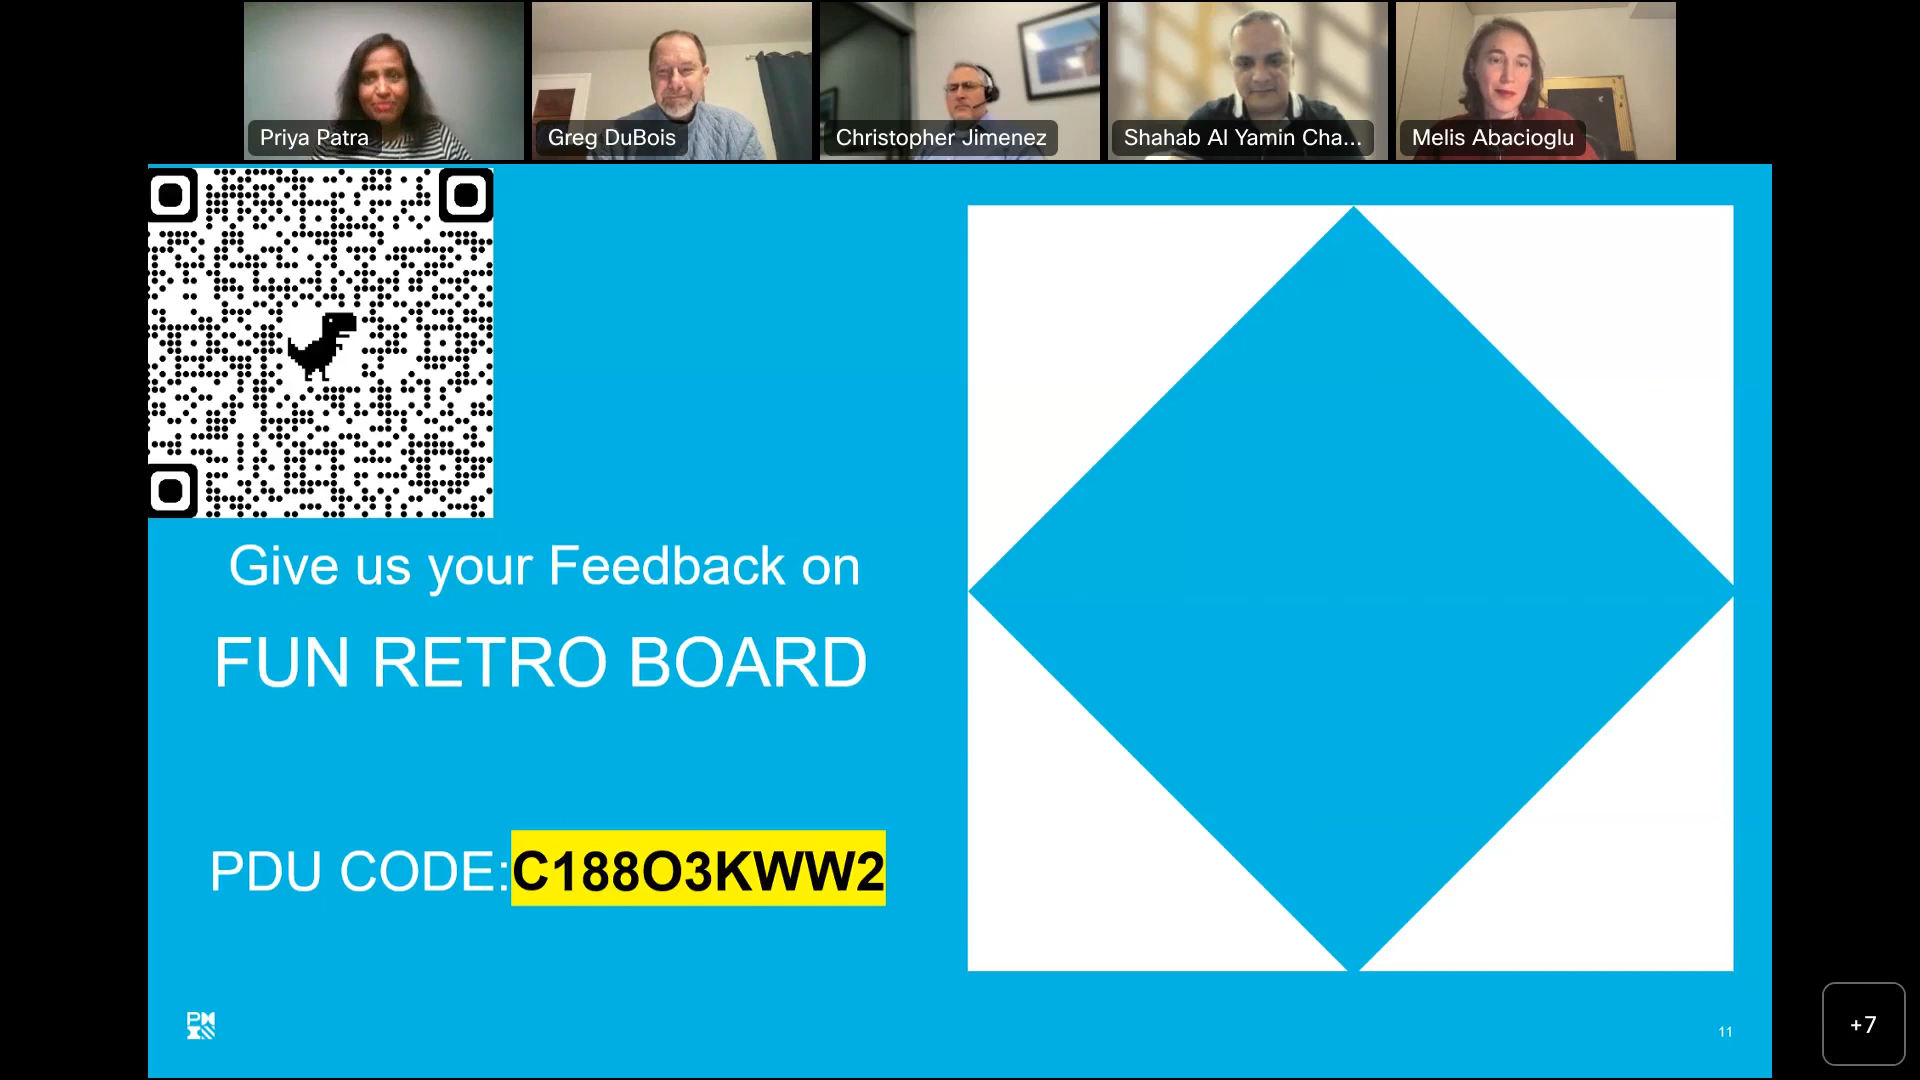 Priya Patra
Greg DuBois
Christopher Jimenez
Shahab Al Yamin Cha...
Melis Abacioglu
Give us your Feedback on
FUN RETRO BOARD
PDU CODE:C188O3KWW2
PM
11
+7